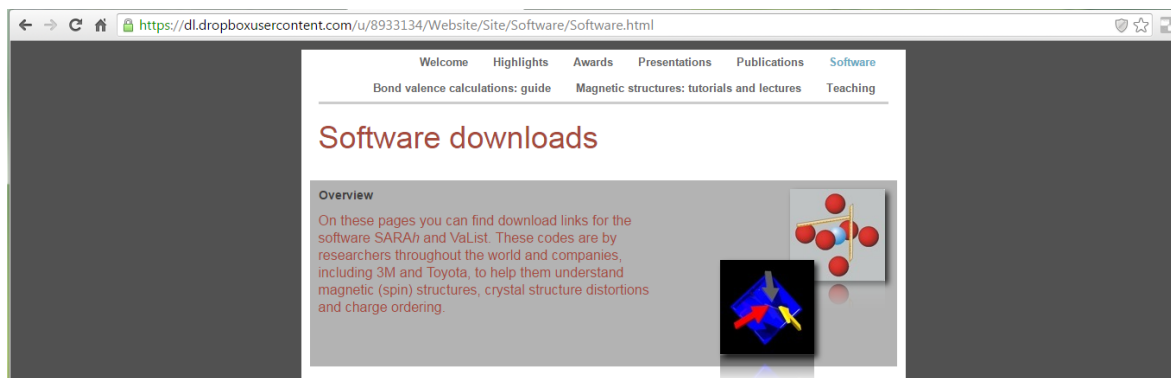 https://dl.dropboxusercontent.com/u/8933134/Website/Site/Software/Software.html
Welcome Highlights Awards Presentations Publications Software
Bond valence calculations: guide Magnetic structures: tutorials and lectures Teaching
Software downloads
Overview
On these pages you can find download links for the
software SARAh and VaList. These codes are by
researchers throughout the world and companies,
including 3M and Toyota, to help them understand
magnetic (spin) structures, crystal structure distortions
and charge ordering.